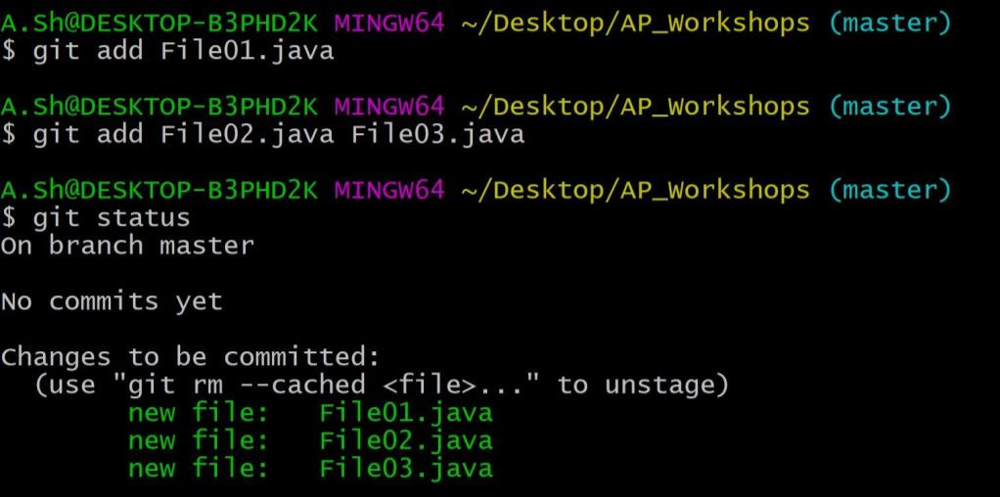 A.Sh@DESKTOP-B3PHD2K MINGW64 ~/Desktop/AP_Workshops (master)
$ git add File01.java
A.Sh@DESKTOP-B3PHD2K MINGW64 ~/Desktop/AP_Workshops (master)
$ git add File02.java File03.java
A.Sh@DESKTOP-B3PHD2K MINGW64 ~/Desktop/AP_Workshops (master)
$ git status
On branch master
No commits yet
Changes to be committed:
  (use "git rm --cached <file>..." to unstage)
        new file:   File01.java
        new file:   File02.java
        new file:   File03.java